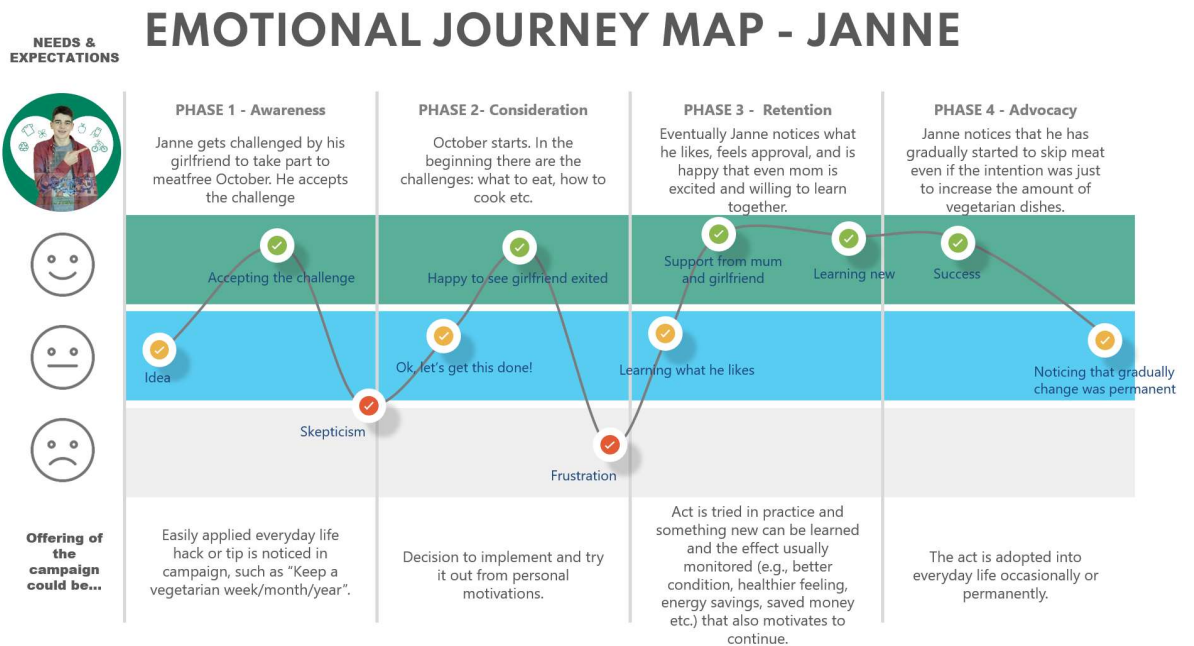 EMOTIONAL JOURNEY MAP - JANNE
NEEDS &
EXPECTATIONS
PHASE 1 - Awareness
Janne gets challenged by his
girlfriend to take part to
meatfree October. He accepts
the challenge
PHASE 2- Consideration
October starts. In the
beginning there are the
challenges: what to eat, how to
cook etc.
PHASE 3 - Retention
Eventually Janne notices what
he likes, feels approval, and is
happy that even mom is
excited and willing to learn
together.
PHASE 4 - Advocacy
Janne notices that he has
gradually started to skip meat
even if the intention was just
to increase the amount of
vegetarian dishes.
Idea
Accepting the challenge
Skepticism
Ok, let's get this done!
Happy to see girlfriend exited
Frustration
Learning what he likes
Support from mum
and girlfriend
Learning new
Success
Noticing that gradually
change was permanent
Offering of
the
campaign
could be...
Easily applied everyday life
hack or tip is noticed in
campaign, such as “Keep a
vegetarian week/month/year”.
Decision to implement and try
it out from personal
motivations.
Act is tried in practice and
something new can be learned
and the effect usually
monitored (e.g., better
condition, healthier feeling,
energy savings, saved money
etc.) that also motivates to
continue.
The act is adopted into
everyday life occasionally or
permanently.